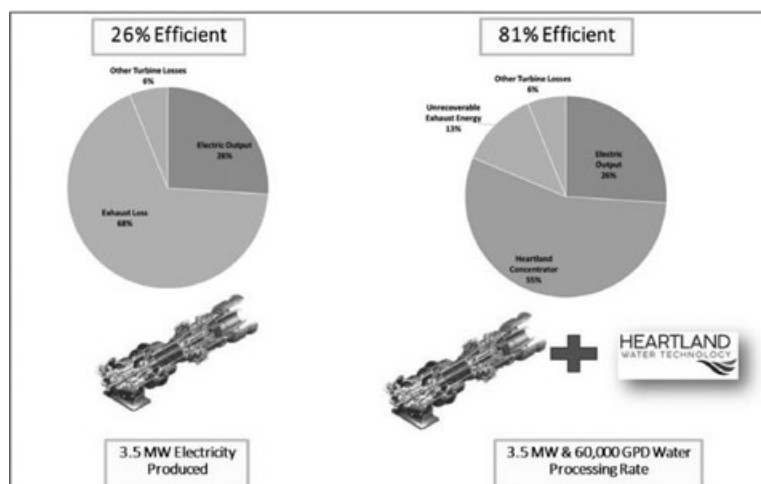 26% Efficient
Other Turbine Losses
6%
Electric Output
26%
Exhaust Loss
68%
3.5 MW Electricity
Produced
81% Efficient
Other Turbine Losses
6%
Unrecoverable
Exhaust Energy
13%
Electric
Output
26%
Heartland
Concentrator
55%
HEARTLAND
WATER TECHNOLOGY
3.5 MW & 60,000 GPD Water
Processing Rate